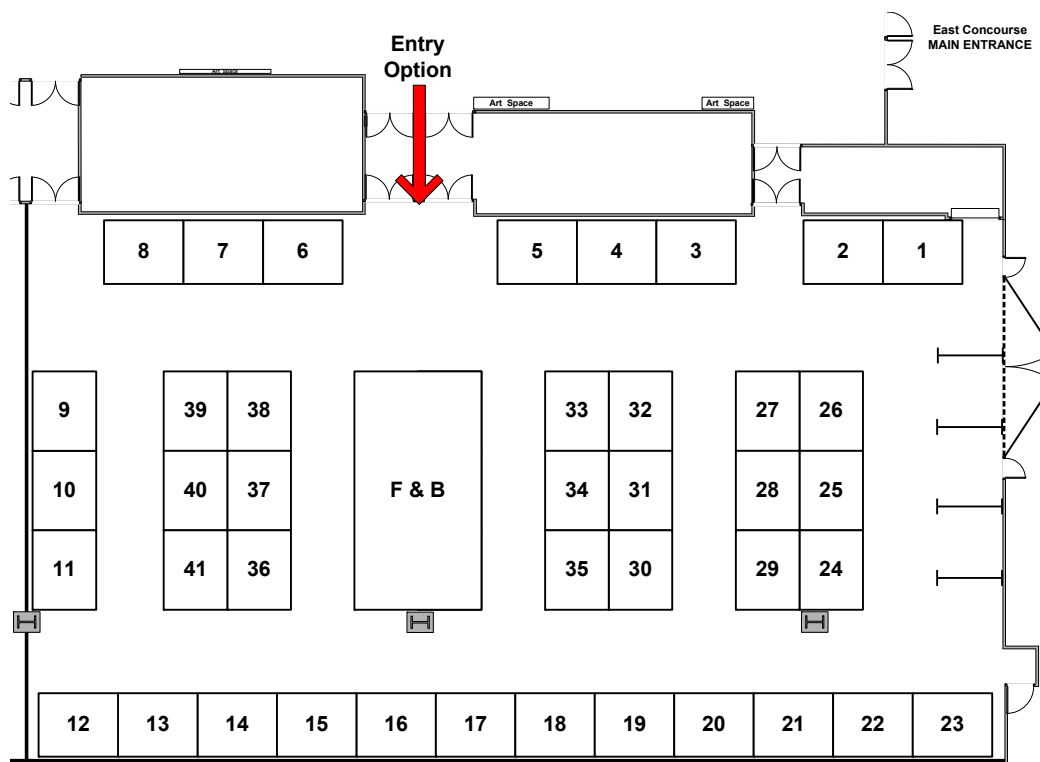 East Concourse
MAIN ENTRANCE
Entry
Option
Art Space
Art Space
Art Space
8 7 6 5 4 3 2 1
9 39 38 33 32 27 26
10 40 37 F & B 34 31 28 25
11 41 36 35 30 29 24
12 13 14 15 16 17 18 19 20 21 22 23